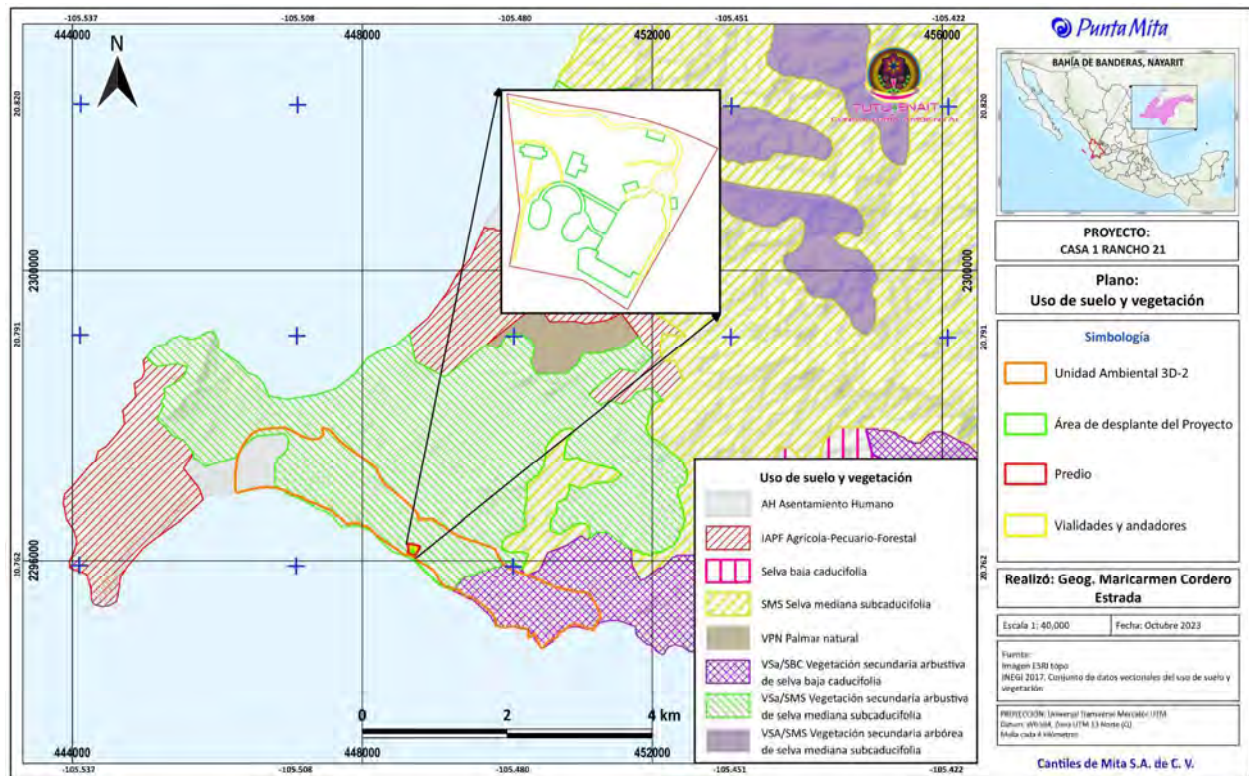 -105.537
-105.508
-105.480
-105.451
-105.422
444000
448000
452000
456000
N
20.820
20.820
2300000
2300000
20.791
20.791
2296000
20.762
20.762
0 2 4 km
444000
448000
452000
-105.537
-105.508
-105.480
-105.451
-105.422
Uso de suelo y vegetación
AH Asentamiento Humano
IAPF Agrícola-Pecuario-Forestal
Selva baja caducifolia
SMS Selva mediana subcaducifolia
VPN Palmar natural
VSa/SBC Vegetación secundaria arbustiva
de selva baja caducifolia
VSa/SMS Vegetación secundaria arbustiva
de selva mediana subcaducifolia
VSA/SMS Vegetación secundaria arbórea
de selva mediana subcaducifolia
Punta Mita
BAHÍA DE BANDERAS, NAYARIT
PROYECTO:
CASA 1 RANCHO 21
Plano:
Uso de suelo y vegetación
Simbología
Unidad Ambiental 3D-2
Área de desplante del Proyecto
Predio
Vialidades y andadores
Realizó: Geog. Maricarmen Cordero
Estrada
Escala 1: 40,000
Fecha: Octubre 2023
Fuente:
Imagen ESRI topo
INEGI 2017. Conjunto de datos vectoriales del uso de suelo y
vegetación
PROYECCIÓN: Universal Transverse Mercator UTM
Malla cada 4 kilómetros
Cantiles de Mita S.A. de C. V.